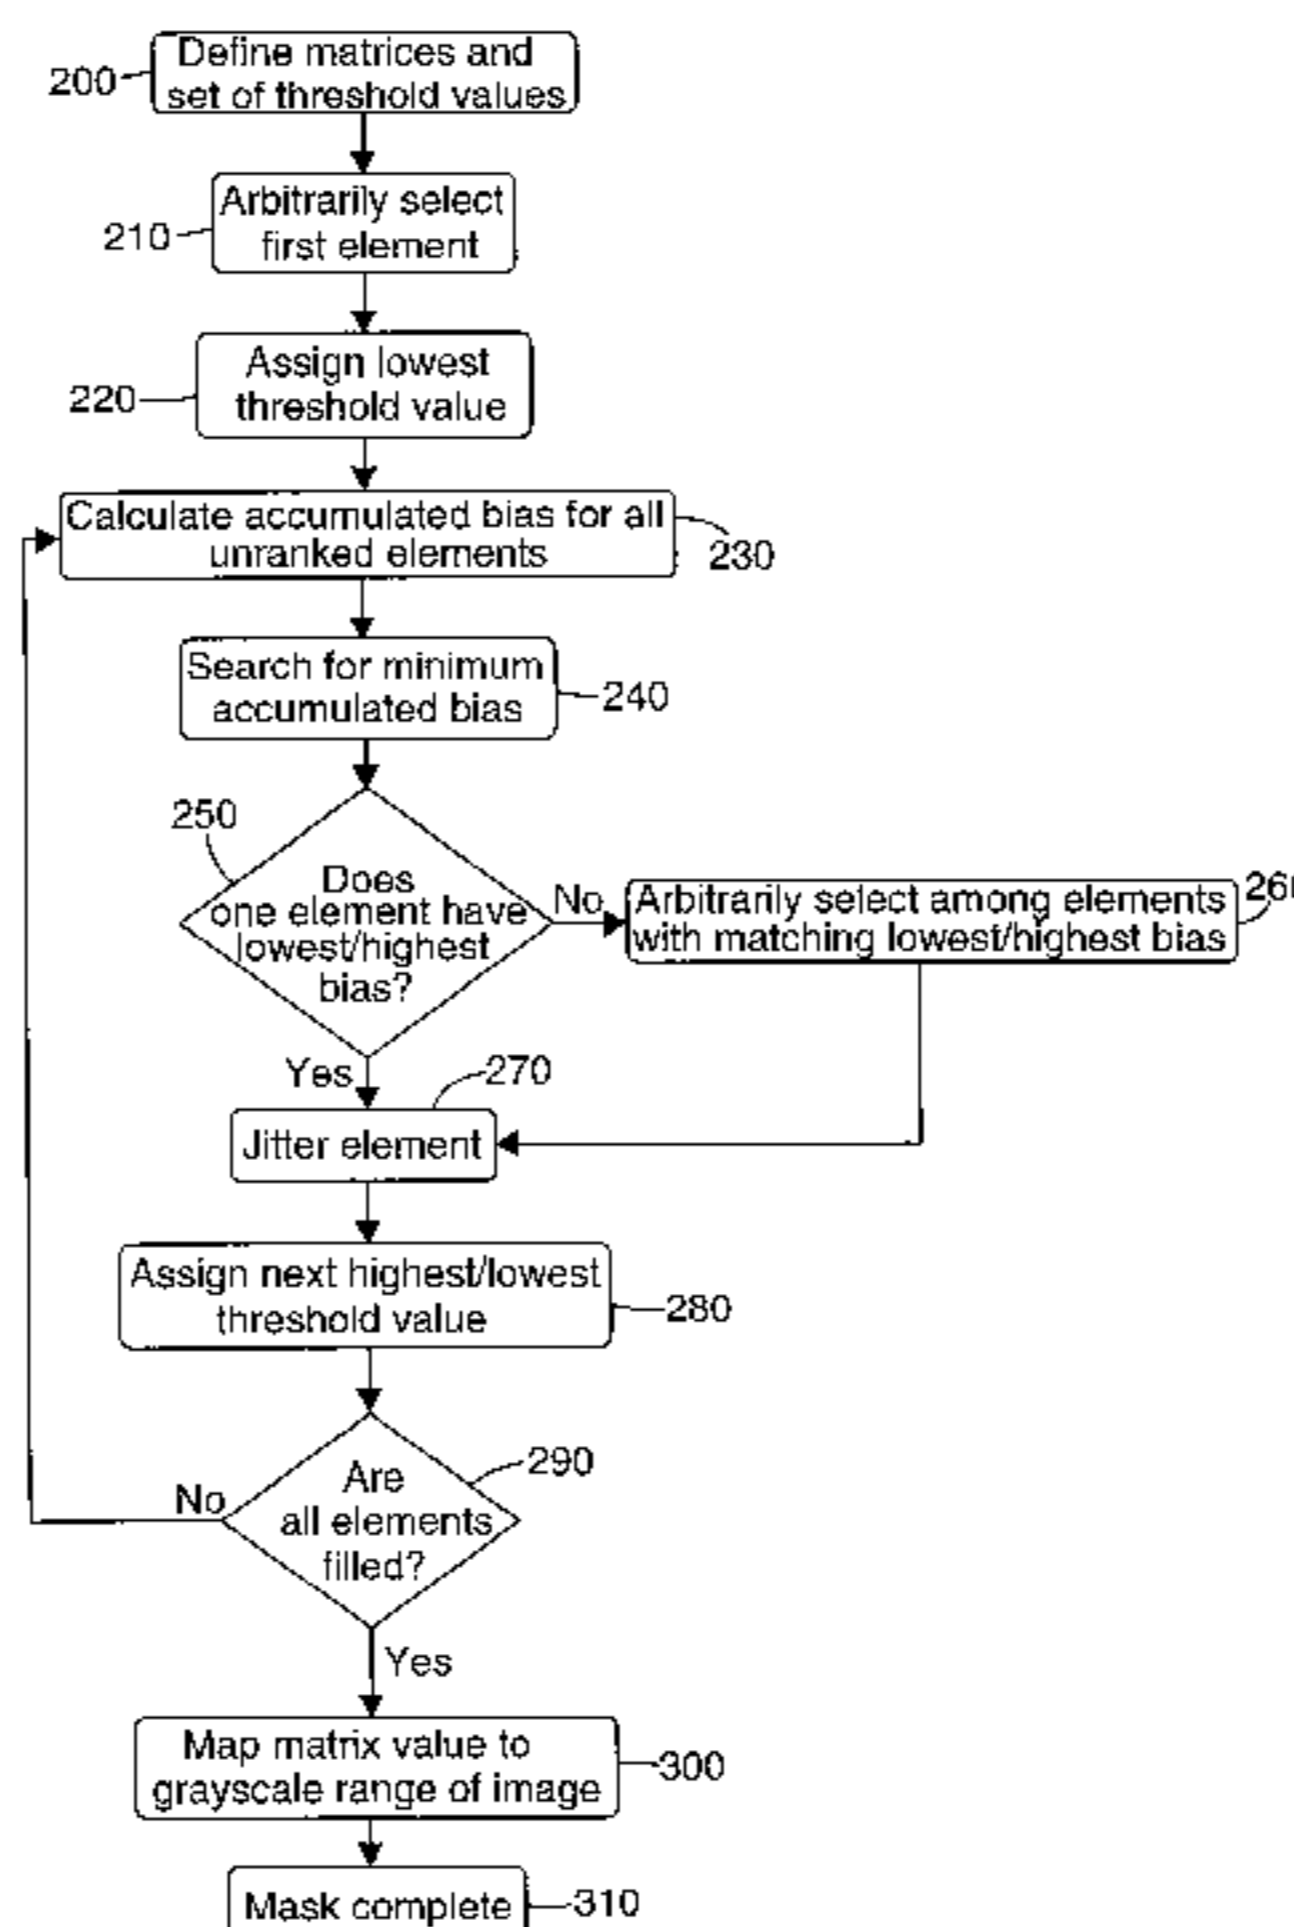 Define matrices and
set of threshold values
200
Arbitrarily select
first element
210
Assign lowest
threshold value
220
Calculate accumulated bias for all
unranked elements
230
Search for minimum
accumulated bias
240
250
Does
one element have
lowest/highest
bias?
No
Arbitrarily select among elements
with matching lowest/highest bias
Yes
270
Jitter element
Assign next highest/lowest
threshold value
280
290
Are
all elements
filled?
No
Yes
Map matrix value to
grayscale range of image
300
Mask complete
310